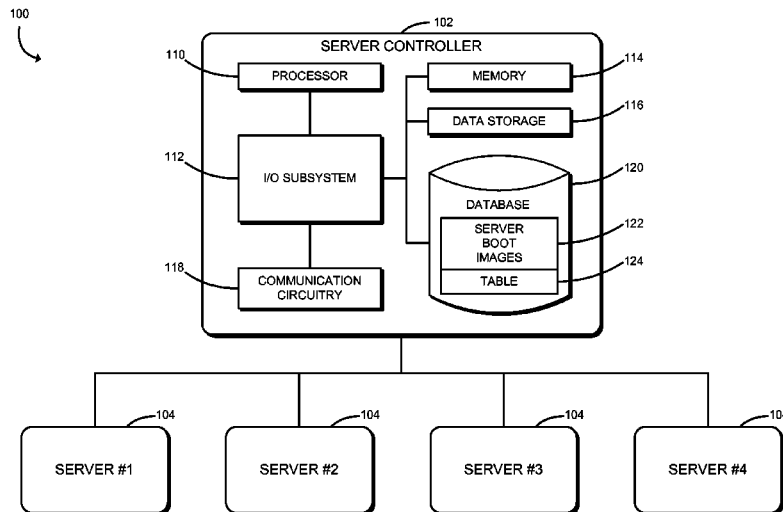 100
102
SERVER CONTROLLER
110
PROCESSOR
MEMORY
114
DATA STORAGE
116
112
I/O SUBSYSTEM
120
DATABASE
SERVER
BOOT
IMAGES
122
124
TABLE
118
COMMUNICATION
CIRCUITRY
104
104
104
SERVER #1
SERVER #2
SERVER #3
SERVER #4